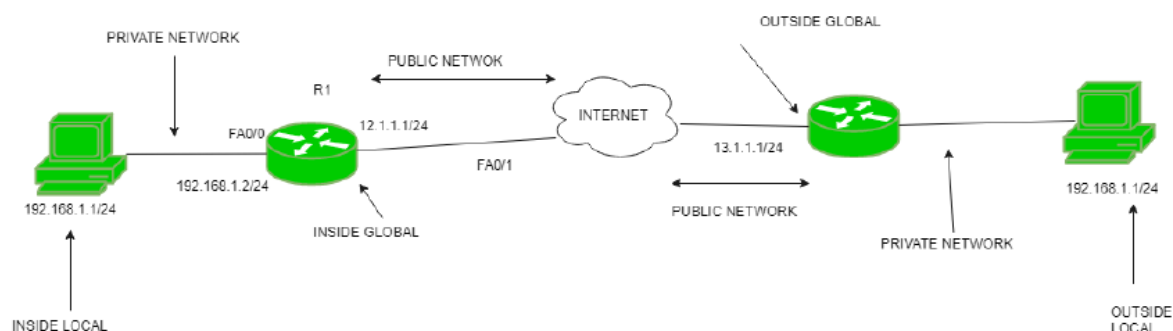 OUTSIDE GLOBAL
PRIVATE NETWORK
PUBLIC NETWOK
R1
INTERNET
FA0/0
12.1.1.1/24
13.1.1.1/24
FA0/1
192.168.1.2/24
192.168.1.1/24
192.168.1.1/24
PUBLIC NETWORK
INSIDE GLOBAL
PRIVATE NETWORK
INSIDE LOCAL
OUTSIDE
LOCAL